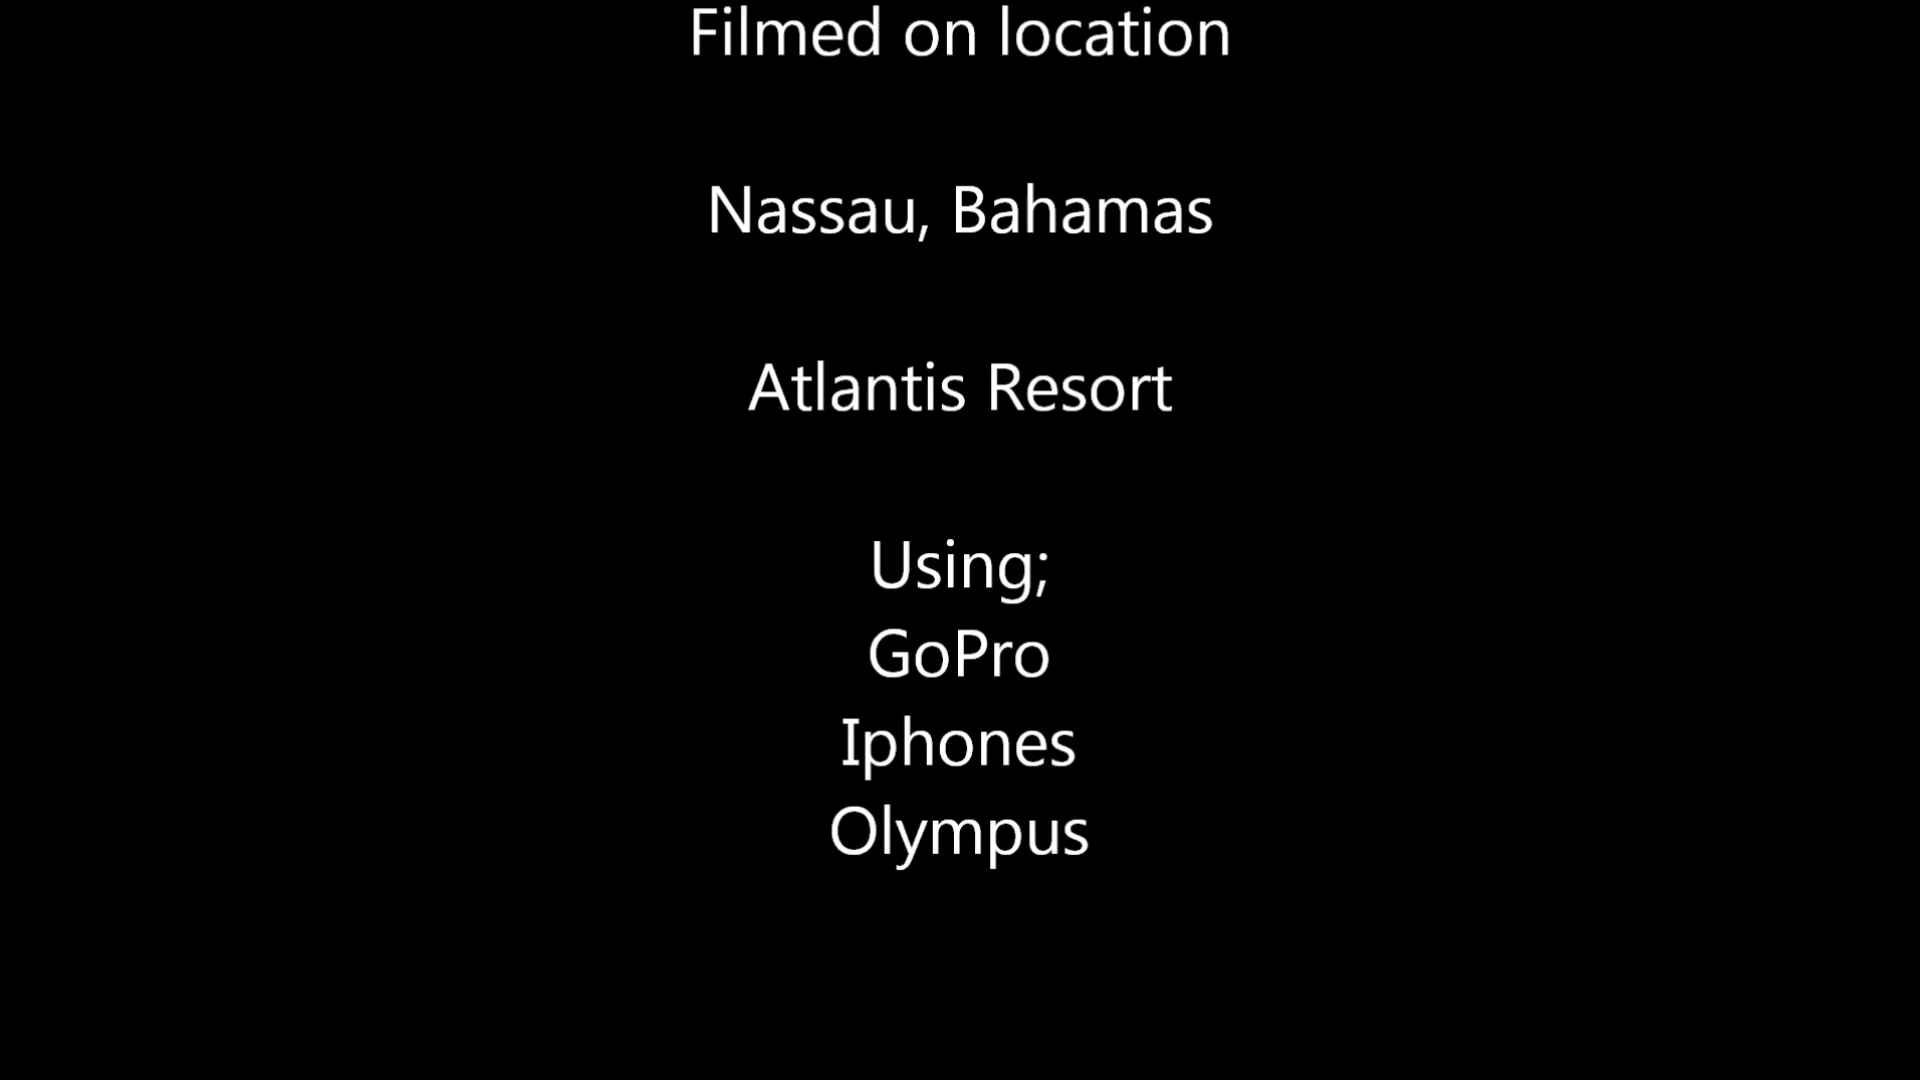 Filmed on location
Nassau, Bahamas
Atlantis Resort
Using;
GoPro
Iphones
Olympus